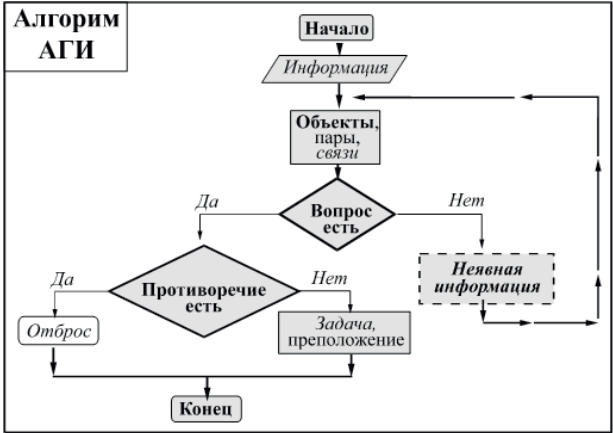 Алгорим
АГИ
Начало
Информация
Объекты,
пары,
связи
Вопрос
есть
Да
Нет
Неявная
информация
Противоречие
есть
Да
Нет
Отброс
Задача,
преположение
Конец